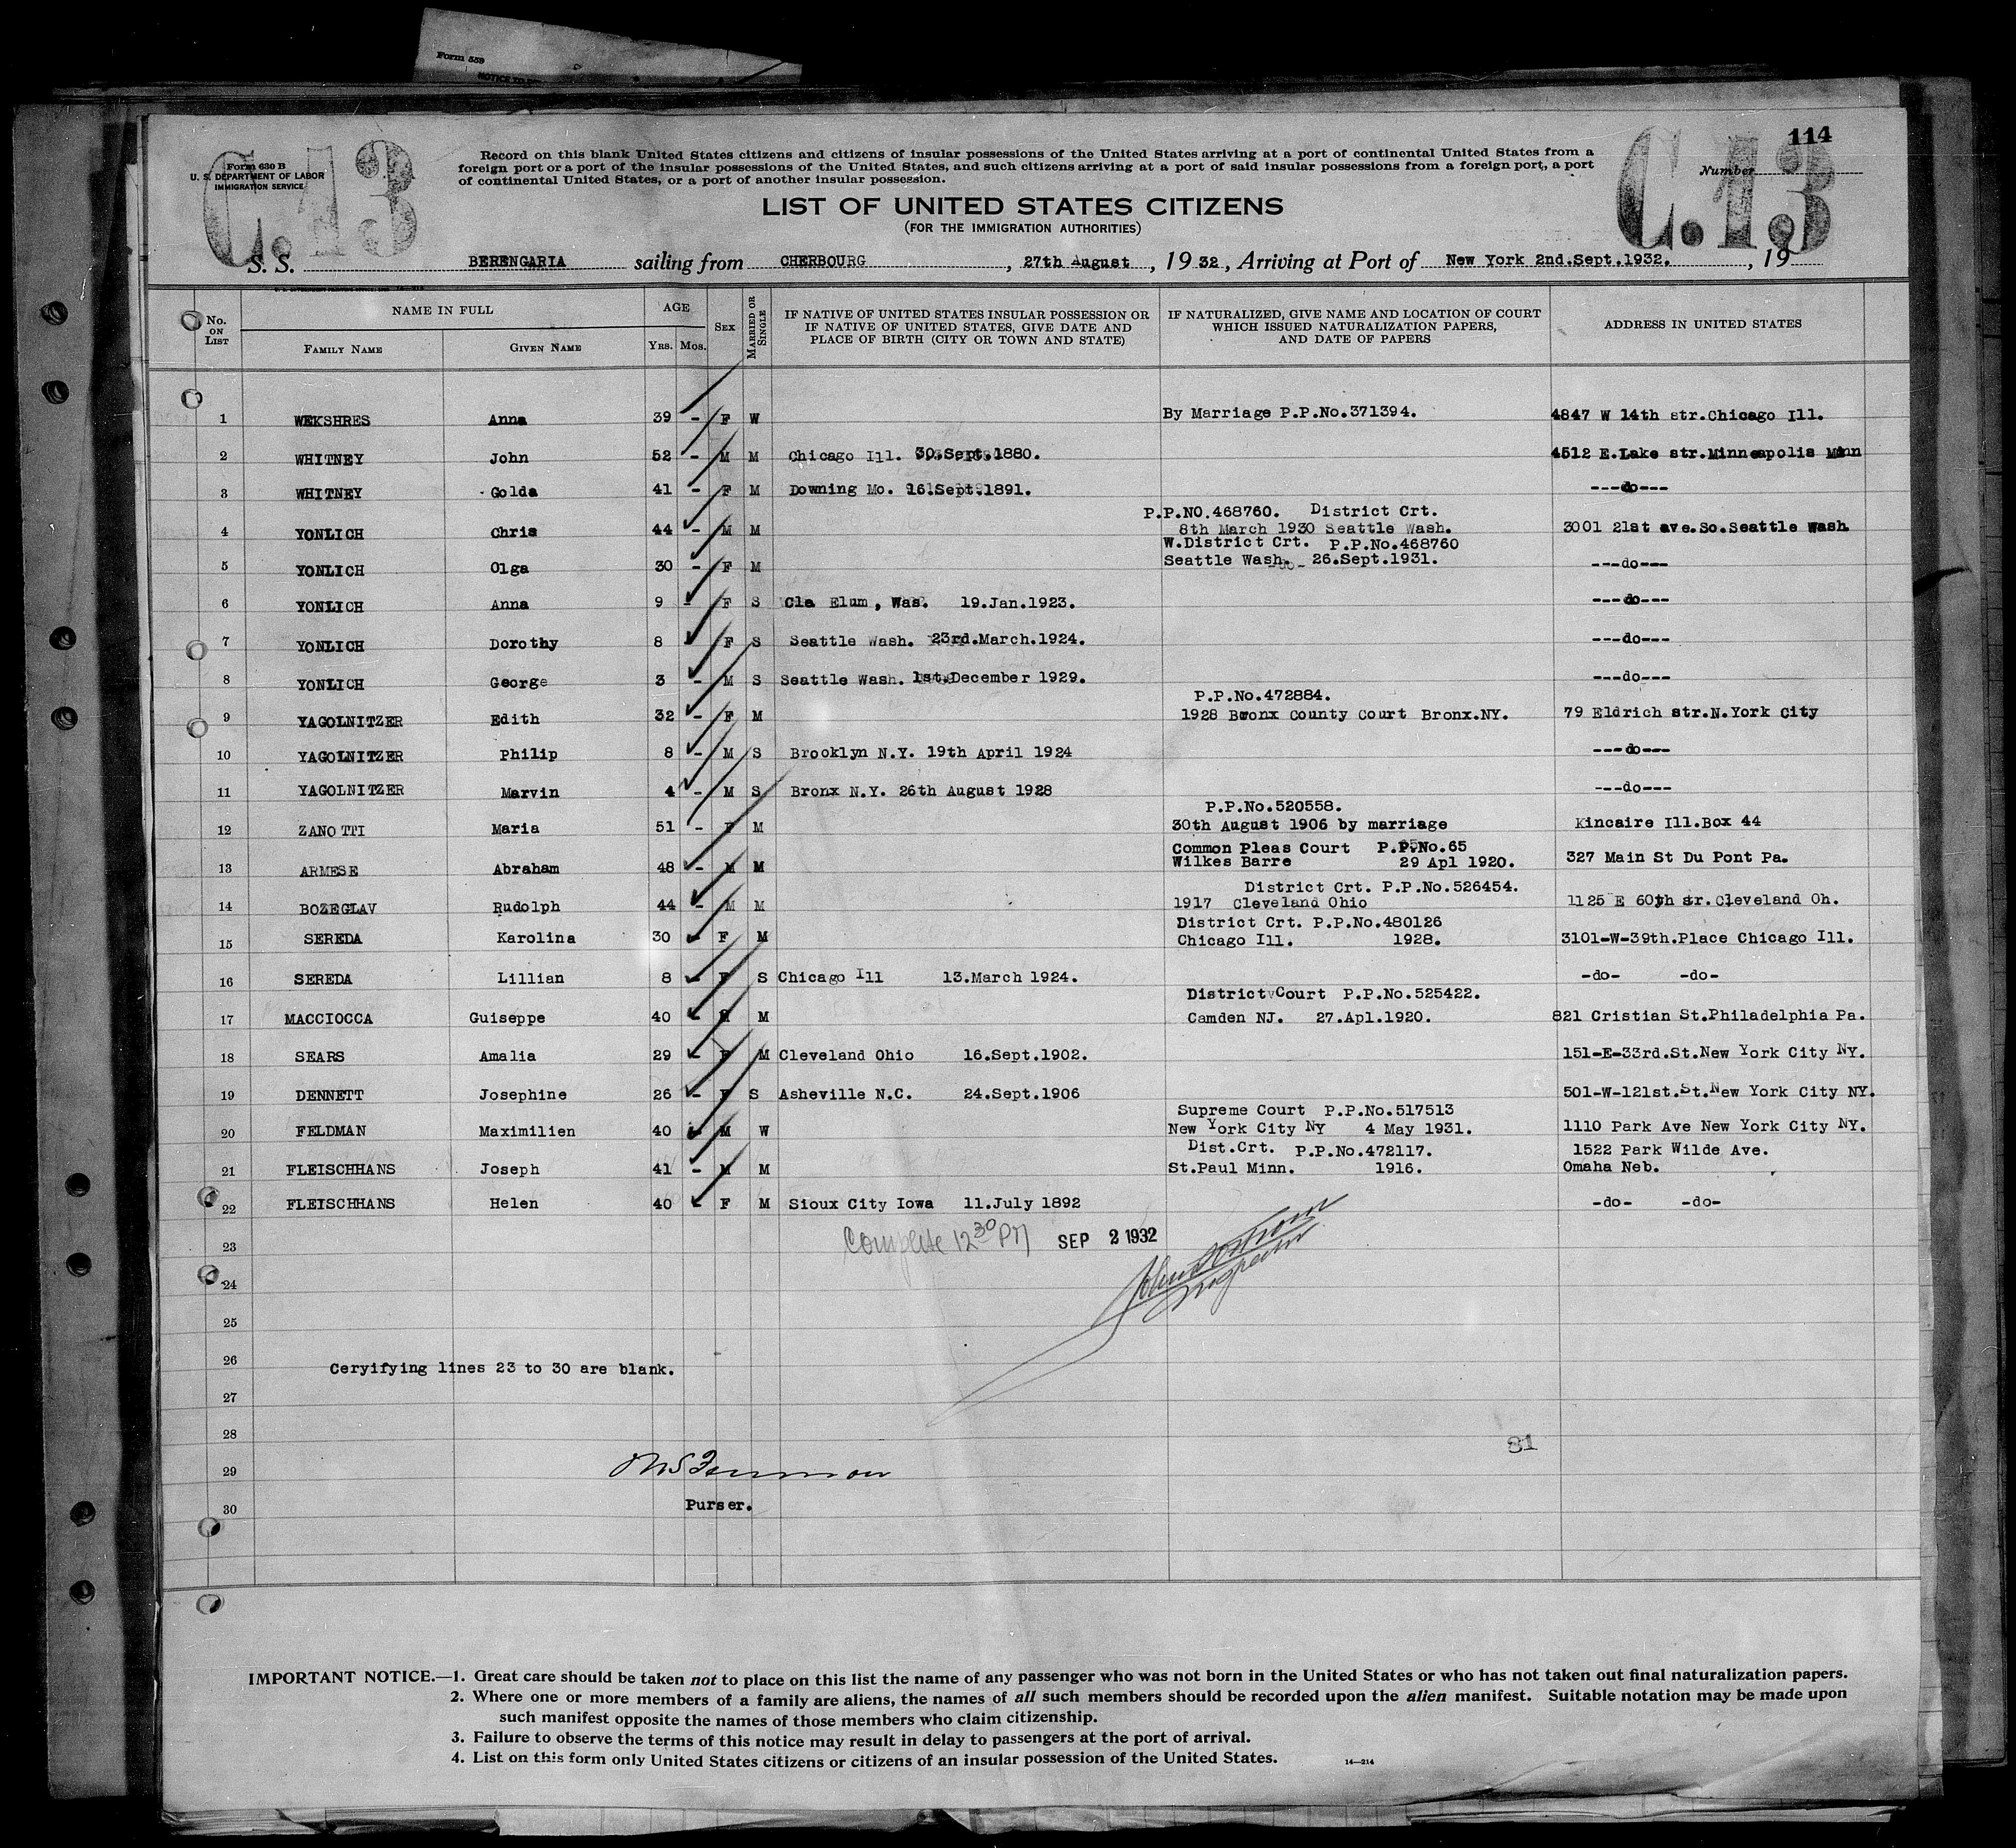 Form 559
114
C.13
C.13
Form 630 B
U. S. DEPARTMENT OF LABOR
IMMIGRATION SERVICE
Record on this blank United States citizens and citizens of insular possessions of the United States arriving at a port of continental United States from a
foreign port or a port of the insular possessions of the United States, and such citizens arriving at a port of said insular possessions from a foreign port, a port
of continental United States, or a port of another insular possession.
Number
LIST OF UNITED STATES CITIZENS
(FOR THE IMMIGRATION AUTHORITIES)
S. S. BERENGARIA sailing from CHERBOURG, 27th August, 1932, Arriving at Port of New York 2nd.Sept.1932., 19
No. ON LIST NAME IN FULL FAMILY NAME GIVEN NAME AGE YRS. MOS. SEX MARRIED OR SINGLE IF NATIVE OF UNITED STATES INSULAR POSSESSION OR IF NATIVE OF UNITED STATES, GIVE DATE AND PLACE OF BIRTH (CITY OR TOWN AND STATE) IF NATURALIZED, GIVE NAME AND LOCATION OF COURT WHICH ISSUED NATURALIZATION PAPERS, AND DATE OF PAPERS ADDRESS IN UNITED STATES
1 WEKSHRES Anna 39 - F W By Marriage P.P.No.371394. 4847 W 14th str.Chicago Ill.
2 WHITNEY John 52 - M M Chicago Ill. 30.Sept.1880. 4512 E.Lake str.Minneapolis Minn
3 WHITNEY Golda 41 - F M Downing Mo. 16.Sept.1891. ---do---
P.P.NO.468760. District Crt.
4 YONLICH Chris 44 - M M 8th March 1930 Seattle Wash. 3001 21st ave.So.Seattle Wash
W.District Crt. P.P.No.468760
5 YONLICH Olga 30 - F M Seattle Wash. 26.Sept.1931. ---do---
6 YONLICH Anna 9 - F S Cle Elum, Was. 19.Jan.1923. ---do---
7 YONLICH Dorothy 8 F S Seattle Wash. 23rd.March.1924. ---do---
8 YONLICH George 3 - M S Seattle Wash. 1st.December 1929. ---do---
P.P.No.472884.
9 YAGOLNITZER Edith 32 - F M 1928 Bronx County Court Bronx.NY. 79 Eldrich str.N.York City
10 YAGOLNITZER Philip 8 - M S Brooklyn N.Y. 19th April 1924 ---do---
11 YAGOLNITZER Marvin 4 - M S Bronx N.Y. 26th August 1928 ---do---
P.P.No.520558.
12 ZANOTTI Maria 51 - F M 30th August 1906 by marriage Kincaire Ill.Box 44
Common Pleas Court P.P.No.65
13 ARMESE Abraham 48 - M M Wilkes Barre 29 Apl 1920. 327 Main St Du Pont Pa.
District Crt. P.P.No.526454.
14 BOZEGLAV Rudolph 44 - M M 1917 Cleveland Ohio 1125 E 60th sr. Cleveland Oh.
District Crt. P.P.No.480126
15 SEREDA Karolina 30 - F M Chicago Ill. 1928. 3101-W-39th.Place Chicago Ill.
16 SEREDA Lillian 8 - F S Chicago Ill 13.March 1924. -do- -do-
District Court P.P.No.525422.
17 MACCIOCCA Guiseppe 40 - M M Camden NJ. 27.Apl.1920. 821 Cristian St.Philadelphia Pa.
18 SEARS Amalia 29 - F M Cleveland Ohio 16.Sept.1902. 151-E-33rd.St.New York City NY.
19 DENNETT Josephine 26 - F S Asheville N.C. 24.Sept.1906 501-W-121st.St.New York City NY.
Supreme Court P.P.No.517513
20 FELDMAN Maximilien 40 - M W New York City NY 4 May 1931. 1110 Park Ave New York City NY.
Dist.Crt. P.P.No.472117. 1522 Park Wilde Ave.
21 FLEISCHHANS Joseph 41 - M M St.Paul Minn. 1916. Omaha Neb.
22 FLEISCHHANS Helen 40 F M Sioux City Iowa 11.July 1892 -do- -do-
23 Complete 12 30 PM SEP 2 1932
Inspector
24
25
26 Ceryifying lines 23 to 30 are blank.
27
28 81
29
30 Purser.
IMPORTANT NOTICE.—1. Great care should be taken not to place on this list the name of any passenger who was not born in the United States or who has not taken out final naturalization papers.
2. Where one or more members of a family are aliens, the names of all such members should be recorded upon the alien manifest. Suitable notation may be made upon
such manifest opposite the names of those members who claim citizenship.
3. Failure to observe the terms of this notice may result in delay to passengers at the port of arrival.
4. List on this form only United States citizens or citizens of an insular possession of the United States. 14—214